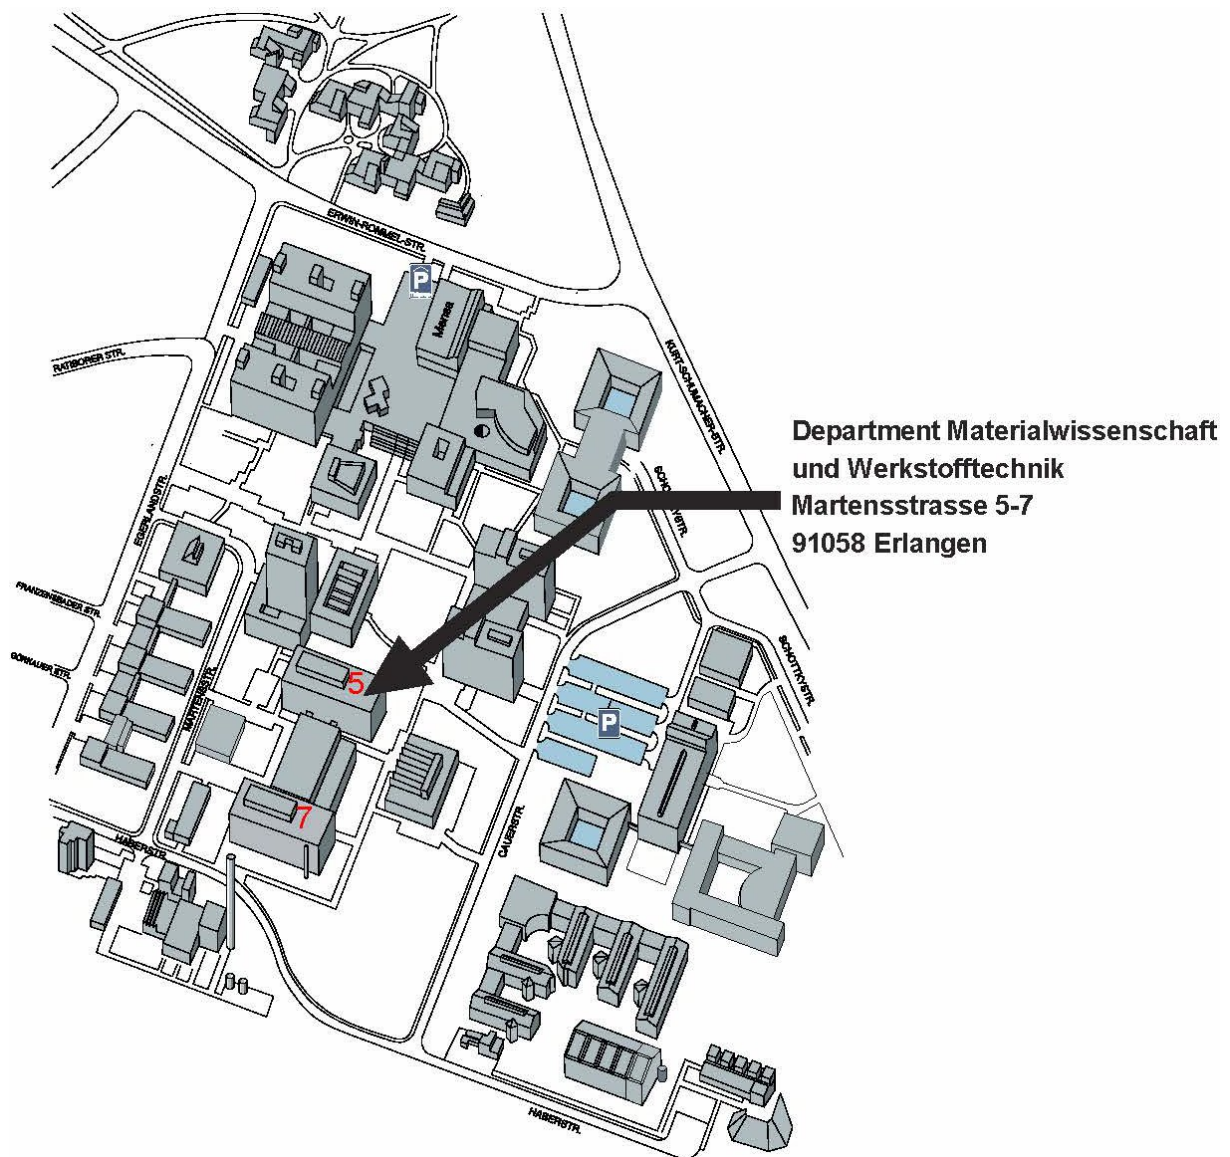 ERWIN-ROMMEL-STR.
P
Mensa
RATIBORER STR.
KURT-SCHUMACHER-STR.
Department Materialwissenschaft
und Werkstofftechnik
Martensstrasse 5-7
91058 Erlangen
EGERLANDSTR.
FRANZENSBADER STR.
GÖRKAUER STR.
MARTENSSTR.
5
SCHOTTKYSTR.
P
7
CAUERSTR.
HABERSTR.
HABERSTR.